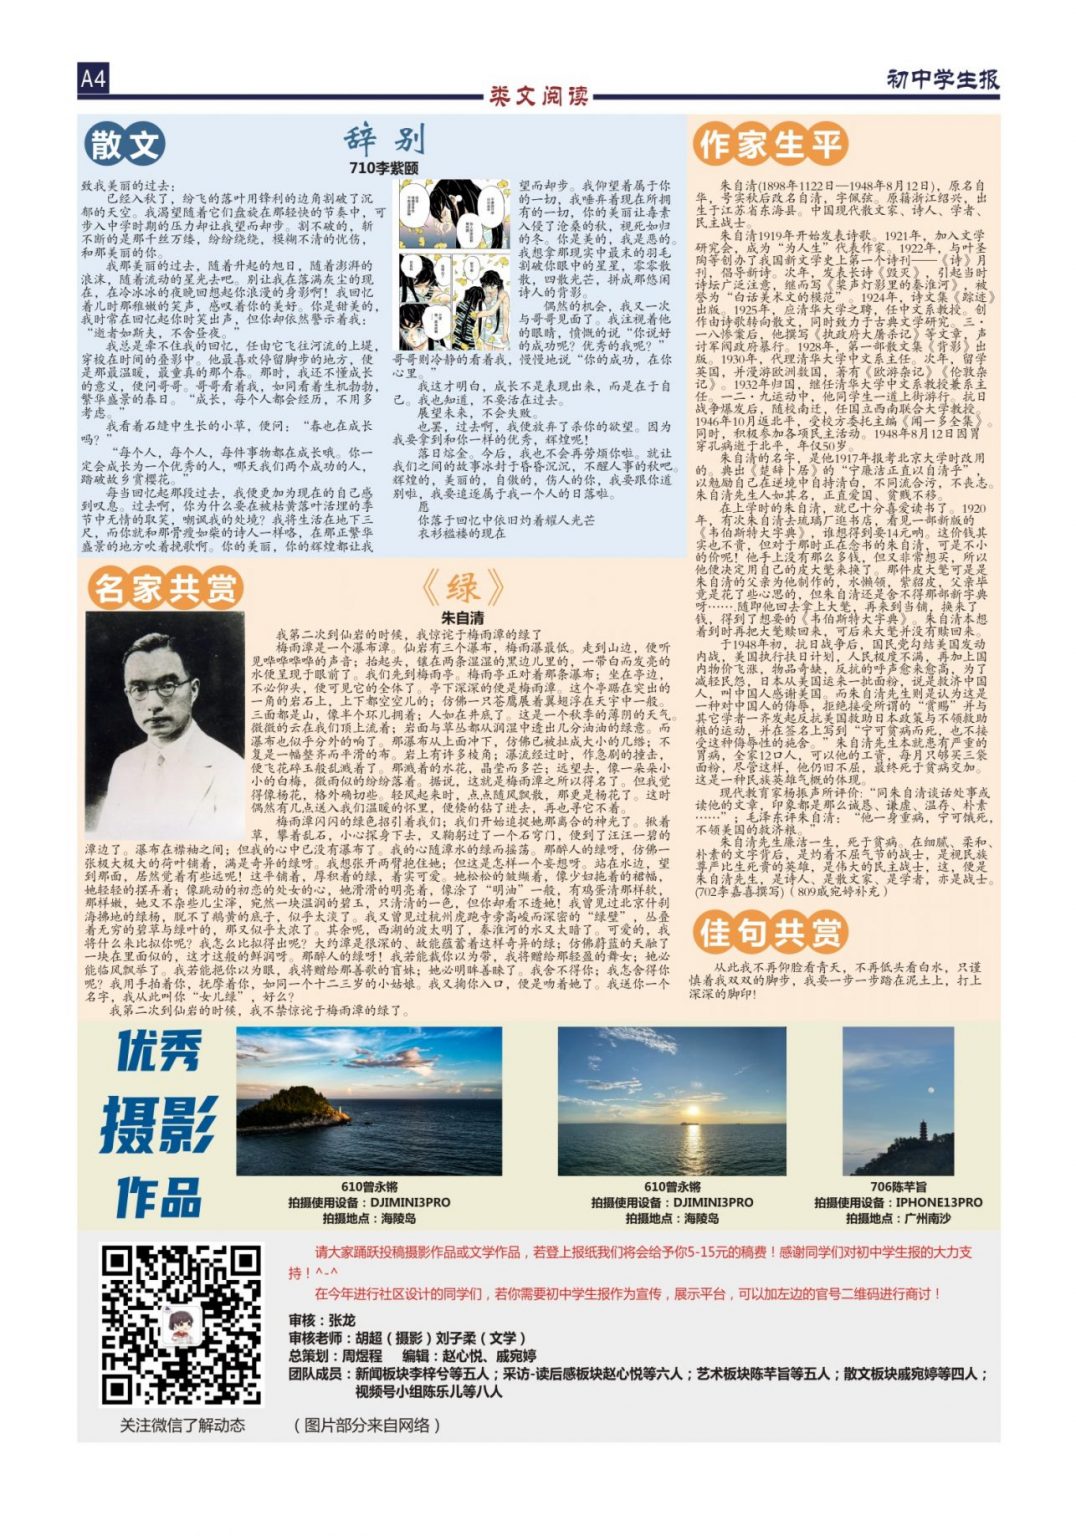 A4
初中学生报
类文阅读
散文
辞别
710李紫颐
致我美丽的过去：
已经入秋了，纷飞的落叶用锋利的边角割破了沉
郁的天空。我渴望随着它们盘旋在那轻快的节奏中，可
步入中学时期的压力却让我望而却步。割不破的，斩
不断的是那千丝万缕，纷纷绕绕，模糊不清的忧伤，
和那美丽的你。
我那美丽的过去，随着升起的旭日，随着澎湃的
浪沫，随着流动的星光去吧。别让我在落满灰尘的现
在，在冷冰冰的夜晚回想起你浪漫的身影啊！我回忆
着儿时那稚嫩的笑声，感叹着你的美好。你是甜美的，
我时常在回忆起你时笑出声，但你却依然警示着我：
“逝者如斯夫，不舍昼夜。”
我总是牵不住我的回忆，任由它飞往河流的上堤，
穿梭在时间的叠影中。他最喜欢停留脚步的地方，便
是那最温暖，最童真的那个春。那时，我还不懂成长
的意义，便问哥哥。哥哥看着我，如同看着生机勃勃，
繁华盛景的春日。“成长，每个人都会经历，不用多
考虑。”
我看着石缝中生长的小草，便问：“春也在成长
吗？”
“每个人，每个人，每件事物都在成长哦。你一
定会成长为一个优秀的人，哪天我们两个成功的人，
踏破故乡赏樱花。”
每当回忆起那段过去，我便更加为现在的自己感
到叹息。过去啊，你为什么要在被枯黄落叶活埋的季
节中无情的取笑，嘲讽我的处境？我将生活在地下三
尺，而你就和那骨瘦如柴的诗人一样咯，在那正繁华
盛景的地方吹着挽歌啊。你的美丽，你的辉煌都让我
望而却步。我仰望着属于你
的一切，我唾弃着现在所拥
有的一切，你的美丽让毒素
入侵了沧桑的秋，视死如归
的冬。你是美的，我是恶的。
我想拿那现实中最末的羽毛
割破你眼中的星星，零零散
散，四散光芒，拼成那悠闲
诗人的背影。
偶然的机会，我又一次
与哥哥见面了。我注视着他
的眼睛，愤慨的说“你说好
的成功呢？优秀的我呢？”
哥哥则冷静的看着我，慢慢地说“你的成功，在你
心里。”
我这才明白，成长不是表现出来，而是在于自
己。我也知道，不要活在过去。
展望未来，不会失败。
也罢，过去啊，我便放弃了杀你的欲望。因为
我要拿到和你一样的优秀，辉煌呢！
落日熔金。今后，我也不会再劳烦你啦。就让
我们之间的故事冰封于昏昏沉沉，不醒人事的秋吧。
辉煌的，美丽的，自傲的，伤人的你，我要跟你道
别啦，我要追逐属于我一个人的日落啦。
愿
你落于回忆中依旧灼着耀人光芒
衣衫褴褛的现在
名家共赏
《绿》
朱自清
我第二次到仙岩的时候，我惊诧于梅雨潭的绿了
梅雨潭是一个瀑布潭。仙岩有三个瀑布，梅雨瀑最低。走到山边，便听
见哗哗哗哗的声音；抬起头，镶在两条湿湿的黑边儿里的，一带白而发亮的
水便呈现于眼前了。我们先到梅雨亭。梅雨亭正对着那条瀑布；坐在亭边，
不必仰头，便可见它的全体了。亭下深深的便是梅雨潭。这个亭踞在突出的
一角的岩石上，上下都空空儿的；仿佛一只苍鹰展着翼翅浮在天宇中一般。
三面都是山，像半个环儿拥着；人如在井底了。这是一个秋季的薄阴的天气。
微微的云在我们顶上流着；岩面与草丛都从润湿中透出几分油油的绿意。而
瀑布也似乎分外的响了。那瀑布从上面冲下，仿佛已被扯成大小的几绺；不
复是一幅整齐而平滑的布。岩上有许多棱角；瀑流经过时，作急剧的撞击，
便飞花碎玉般乱溅着了。那溅着的水花，晶莹而多芒；远望去，像一朵朵小
小的白梅，微雨似的纷纷落着。据说，这就是梅雨潭之所以得名了。但我觉
得像杨花，格外确切些。轻风起来时，点点随风飘散，那更是杨花了。这时
偶然有几点送入我们温暖的怀里，便倏的钻了进去，再也寻它不着。
梅雨潭闪闪的绿色招引着我们；我们开始追捉她那离合的神光了。揪着
草，攀着乱石，小心探身下去，又鞠躬过了一个石穹门，便到了汪汪一碧的
潭边了。瀑布在襟袖之间；但我的心中已没有瀑布了。我的心随潭水的绿而摇荡。那醉人的绿呀，仿佛一
张极大极大的荷叶铺着，满是奇异的绿呀。我想张开两臂抱住她；但这是怎样一个妄想呀。站在水边，望
到那面，居然觉着有些远呢！这平铺着，厚积着的绿，着实可爱。她松松的皱缬着，像少妇拖着的裙幅，
她轻轻的摆弄着；像跳动的初恋的处女的心，她滑滑的明亮着，像涂了“明油”一般，有鸡蛋清那样软，
那样嫩，她又不杂些儿尘滓，宛然一块温润的碧玉，只清清的一色，但你却看不透她！我曾见过北京什刹
海拂地的绿杨，脱不了鹅黄的底子，似乎太淡了。我又曾见过杭州虎跑寺旁高峻而深密的“绿壁”，丛叠
着无穷的碧草与绿叶的，那又似乎太浓了。其余呢，西湖的波太明了，秦淮河的水又太暗了。可爱的，我
将什么来比拟你呢？我怎么比拟得出呢？大约潭是很深的、故能蕴蓄着这样奇异的绿；仿佛蔚蓝的天融了
一块在里面似的，这才这般的鲜润呀。那醉人的绿呀！我若能裁你以为带，我将赠给那轻盈的舞女；她必
能临风飘举了。我若能挹你以为眼，我将赠给那善歌的盲妹；她必明眸善睐了。我舍不得你；我怎舍得你
呢？我用手拍着你，抚摩着你，如同一个十二三岁的小姑娘。我又掬你入口，便是吻着她了。我送你一个
名字，我从此叫你“女儿绿”，好么？
我第二次到仙岩的时候，我不禁惊诧于梅雨潭的绿了。
作家生平
朱自清(1898年1122日—1948年8月12日)，原名自
华，号实秋后改名自清，字佩弦。原籍浙江绍兴，出
生于江苏省东海县。中国现代散文家、诗人、学者、
民主战士。
朱自清1919年开始发表诗歌。1921年，加入文学
研究会，成为“为人生”代表作家。1922年，与叶圣
陶等创办了我国新文学史上第一个诗刊——《诗》月
刊，倡导新诗。次年，发表长诗《毁灭》，引起当时
诗坛广泛注意，继而写《桨声灯影里的秦淮河》，被
誉为“白话美术文的模范”。1924年，诗文集《踪迹》
出版。1925年，应清华大学之聘，任中文系教授。创
作由诗歌转向散文，同时致力于古典文学研究。三·
一八惨案后，他撰写《执政府大屠杀记》等文章，声
讨军阀政府暴行。1928年，第一部散文集《背影》出
版。1930年，代理清华大学中文系主任。次年，留学
英国，并漫游欧洲数国，著有《欧游杂记》《伦敦杂
记》。1932年归国，继任清华大学中文系教授兼系主
任。一二·九运动中，他同学生一道上街游行。抗日
战争爆发后，随校南迁，任国立西南联合大学教授。
1946年10月返北平，受校方委托主编《闻一多全集》。
同时，积极参加各项民主活动。1948年8月12日因胃
穿孔病逝于北平，年仅50岁。
朱自清的名字，是他1917年报考北京大学时改用
的。典出《楚辞卜居》的“宁廉洁正直以自清乎”，
以勉励自己在逆境中自持清白，不同流合污，不丧志。
朱自清先生人如其名，正直爱国、贫贱不移。
在上学时的朱自清，就已十分喜爱读书了。1920
年，有次朱自清去琉璃厂逛书店，看见一部新版的
《韦伯斯特大字典》，谁想得到要14元呐。这价钱其
实也不贵，但对于那时正在念书的朱自清，可是不小
的价呢！他手上没有那么多钱，但又非常想买，所以
他便决定用自己的皮大氅来换了。那件皮大氅可是是
朱自清的父亲为他制作的，水獭领，紫貂皮，父亲毕
竟是花了些心思的，但朱自清还是舍不得那部新字典
呀……随即他回去拿上大氅，再来到当铺，换来了
钱，得到了想要的《韦伯斯特大字典》。朱自清本想
着到时再把大氅赎回来，可后来大氅并没有赎回来。
于1948年初，抗日战争后，国民党勾结美国发动
内战，美国执行扶日计划，人民极度不满，再加上国
内物价飞涨，物品奇缺，反抗的呼声愈来愈高，为了
减轻民怨，日本从美国运来一批面粉，说是救济中国
人，叫中国人感谢美国。而朱自清先生则是认为这是
一种对中国人的侮辱，拒绝接受所谓的“赏赐”并与
其它学者一齐发起反抗美国救助日本政策与不领救助
粮的运动，并在签名上写到“宁可贫病而死，也不接
受这种侮辱性的施舍。”朱自清先生本就患有严重的
胃病，全家12口人，可以他的工资，每月只够买三袋
面粉，尽管这样，他仍旧不屈，最终死于贫病交加。
这是一种民族英雄气慨的体现。
现代教育家杨振声所评价：“同朱自清谈话处事或
读他的文章，印象都是那么诚恳、谦虚、温存、朴素
……”；毛泽东评朱自清：“他一身重病，宁可饿死，
不领美国的救济粮。”
朱自清先生廉洁一生，死于贫病。在细腻、柔和、
朴素的文字背后，是灼着不屈气节的战士，是视民族
尊严比生死贵的英雄，是伟大的民主战士，这，便是
朱自清先生，是诗人、是散文家、是学者，亦是战士。
(702李嘉喜撰写)（809戚宛婷补充）
佳句共赏
从此我不再仰脸看青天，不再低头看白水，只谨
慎着我双双的脚步，我要一步一步踏在泥土上，打上
深深的脚印!
优秀
摄影
作品
610曾永锵
拍摄使用设备：DJIMINI3PRO
拍摄地点：海陵岛
610曾永锵
拍摄使用设备：DJIMINI3PRO
拍摄地点：海陵岛
706陈芊旨
拍摄使用设备：IPHONE13PRO
拍摄地点：广州南沙
请大家踊跃投稿摄影作品或文学作品，若登上报纸我们将会给予你5-15元的稿费！感谢同学们对初中学生报的大力支
持！^-^
在今年进行社区设计的同学们，若你需要初中学生报作为宣传，展示平台，可以加左边的官号二维码进行商讨！
审核：张龙
审核老师：胡超（摄影）刘子柔（文学）
总策划：周煜程 编辑：赵心悦、戚宛婷
团队成员：新闻板块李梓兮等五人；采访-读后感板块赵心悦等六人；艺术板块陈芊旨等五人；散文板块戚宛婷等四人；
视频号小组陈乐儿等八人
关注微信了解动态
（图片部分来自网络）